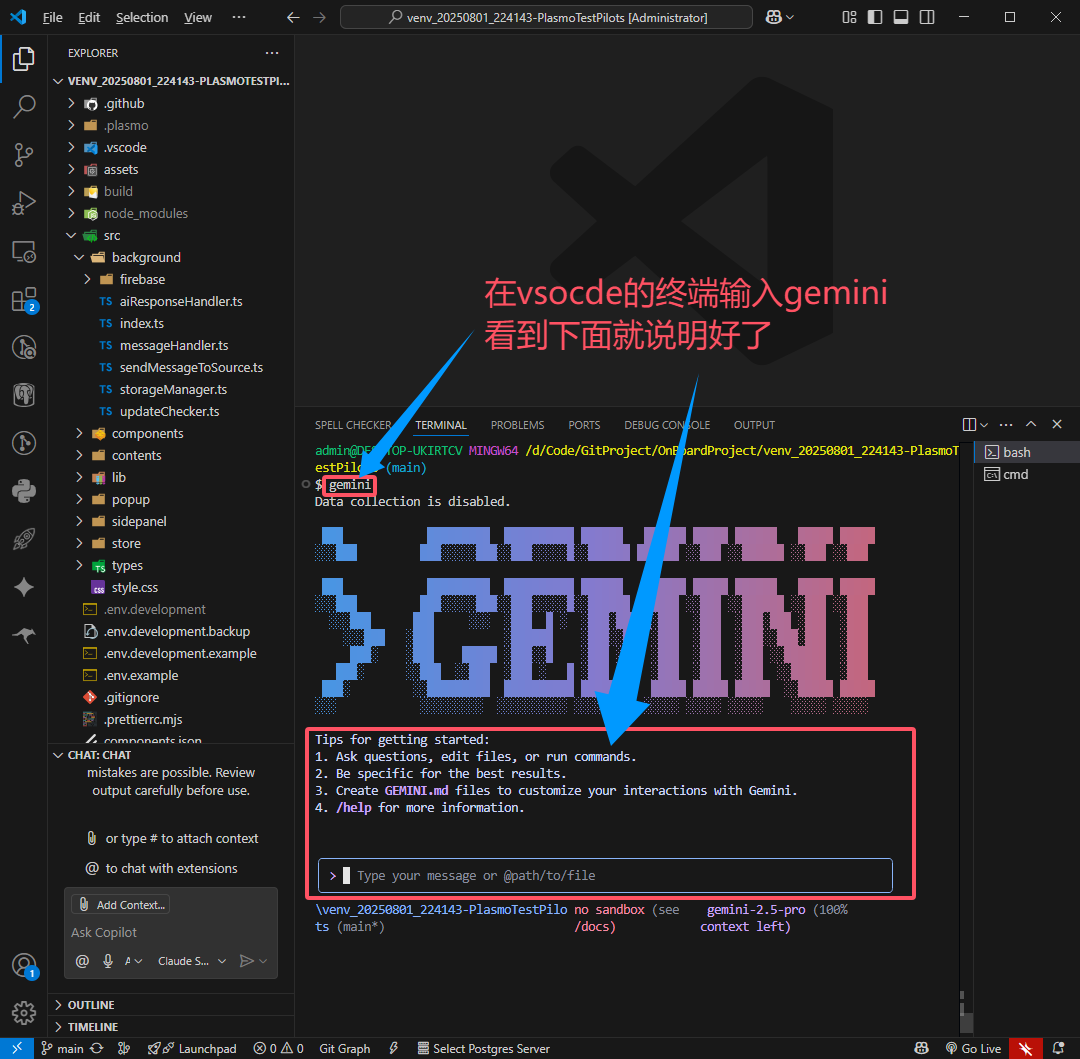 File Edit Selection View ···
venv_20250801_224143-PlasmoTestPilots [Administrator]
EXPLORER
VENV_20250801_224143-PLASMOTESTPI...
.github
.plasmo
.vscode
assets
build
node_modules
src
background
firebase
TS aiResponseHandler.ts
TS index.ts
TS messageHandler.ts
TS sendMessageToSource.ts
TS storageManager.ts
TS updateChecker.ts
components
contents
lib
popup
sidepanel
store
types
style.css
.env.development
.env.development.backup
.env.development.example
.env.example
.gitignore
.prettierrc.mjs
components.json
CHAT: CHAT
mistakes are possible. Review
output carefully before use.
or type # to attach context
@ to chat with extensions
Add Context...
Ask Copilot
@ A Claude S...
OUTLINE
TIMELINE
2
1
在vsocde的终端输入gemini
看到下面就说明好了
SPELL CHECKER TERMINAL PROBLEMS PORTS DEBUG CONSOLE OUTPUT
bash
cmd
admin@DESKTOP-UKIRTCV MINGW64 /d/Code/GitProject/OnBoardProject/venv_20250801_224143-PlasmoT
estPilots (main)
$ gemini
Data collection is disabled.
> GEMINI
Tips for getting started:
1. Ask questions, edit files, or run commands.
2. Be specific for the best results.
3. Create GEMINI.md files to customize your interactions with Gemini.
4. /help for more information.
> Type your message or @path/to/file
\venv_20250801_224143-PlasmoTestPilo no sandbox (see gemini-2.5-pro (100%
ts (main*) /docs) context left)
main Launchpad 0 0 Git Graph Select Postgres Server Go Live